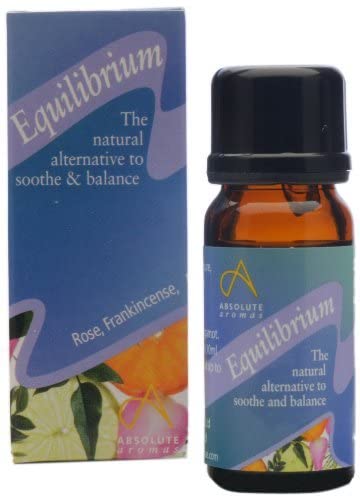 Equilibrium
The
natural
alternative to
soothe & balance
Rose, Frankincense,
ABSOLUTE
aromas
ABSOLUTE
aromas
Equilibrium
The
natural
alternative to
soothe and balance